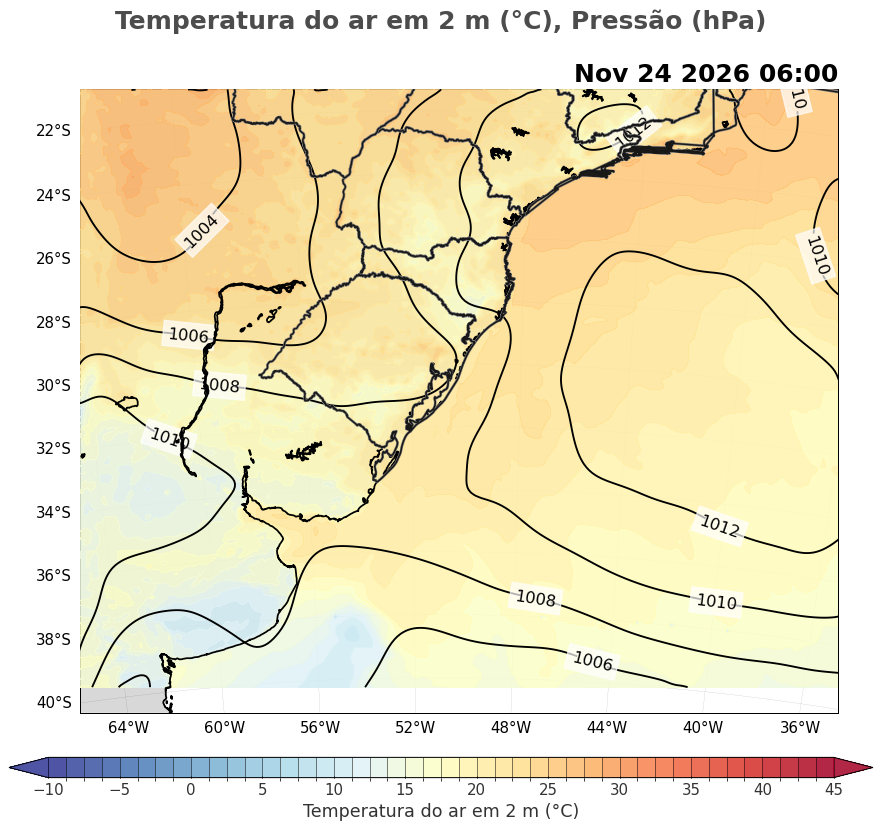 Temperatura do ar em 2 m (°C), Pressão (hPa)
Nov 24 2026 06:00
22°S
24°S
26°S
28°S
30°S
32°S
34°S
36°S
38°S
40°S
1012
10
1004
1010
1006
1008
1010
1012
1008
1010
1006
64°W
60°W
56°W
52°W
48°W
44°W
40°W
36°W
−10
−5
0
5
10
15
20
25
30
35
40
45
Temperatura do ar em 2 m (°C)